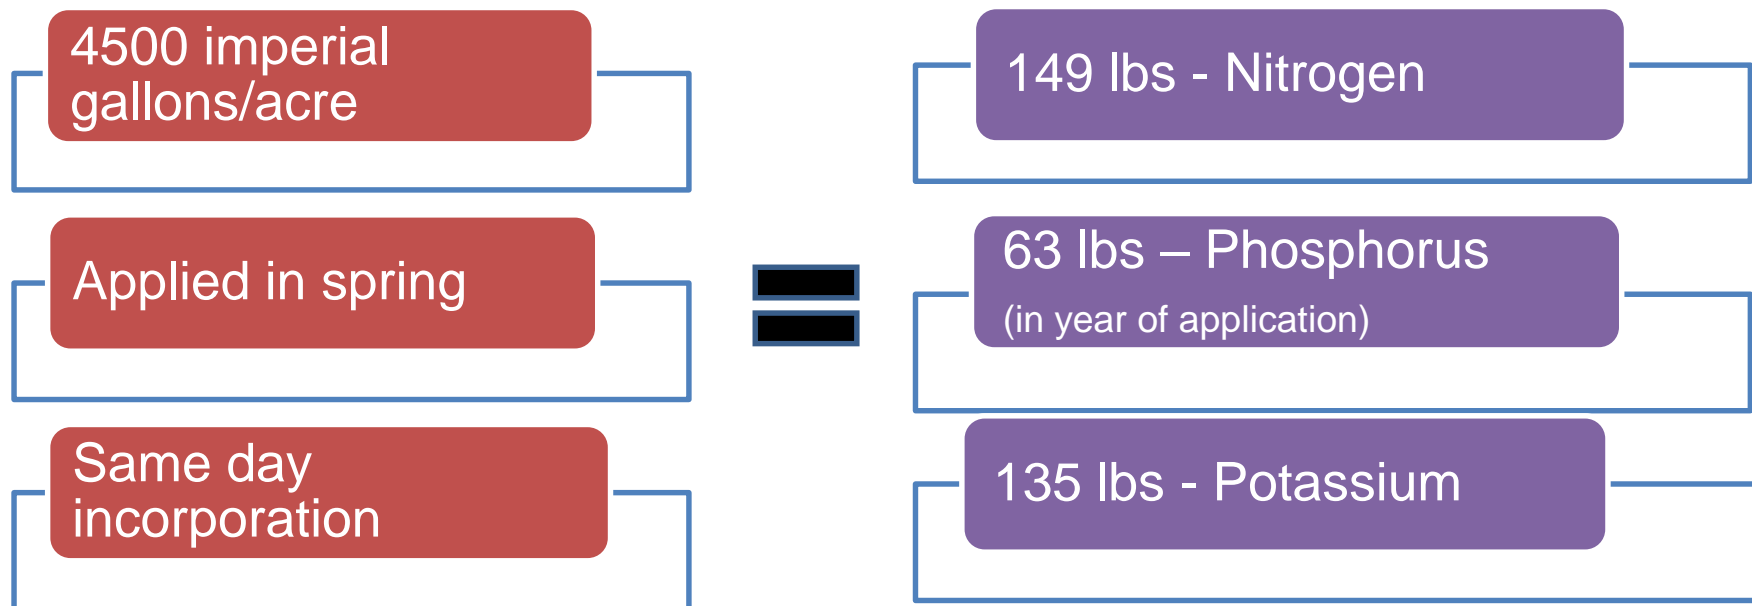 4500 imperial
gallons/acre
Applied in spring
Same day
incorporation
149 lbs - Nitrogen
63 lbs – Phosphorus
(in year of application)
135 lbs - Potassium